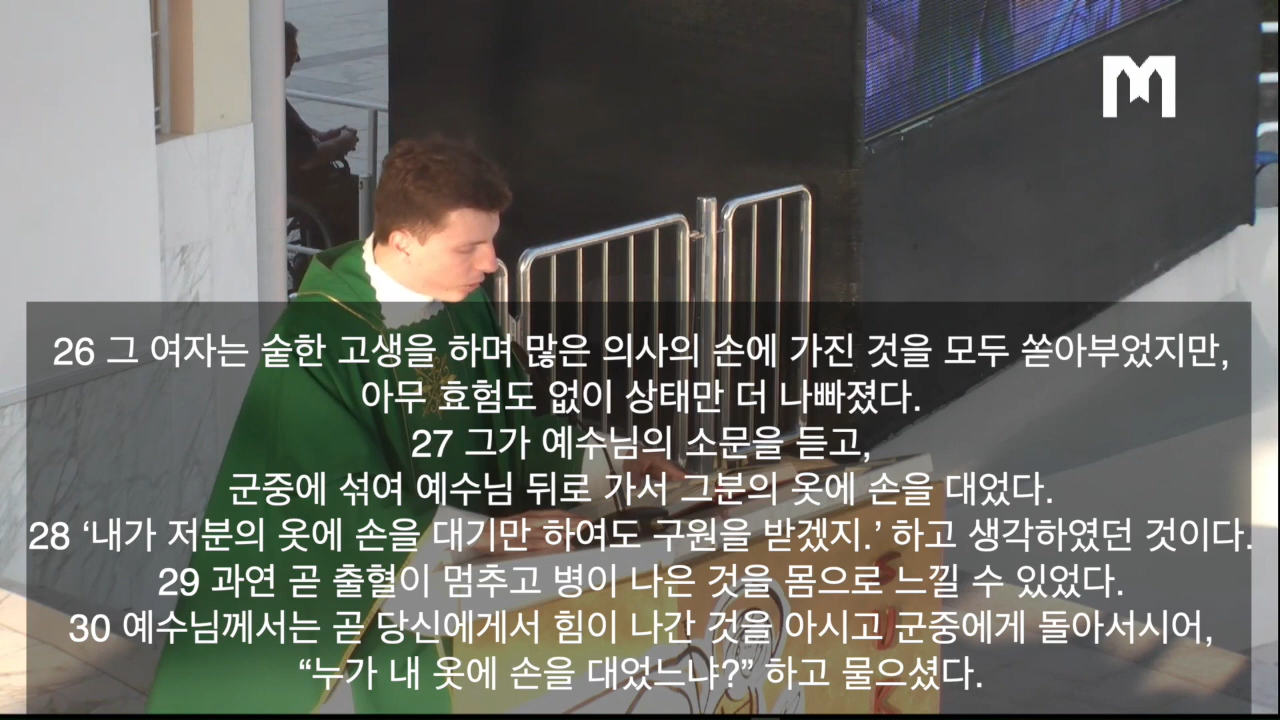 26 그 여자는 숱한 고생을 하며 많은 의사의 손에 가진 것을 모두 쏟아부었지만,
아무 효험도 없이 상태만 더 나빠졌다.
27 그가 예수님의 소문을 듣고,
군중에 섞여 예수님 뒤로 가서 그분의 옷에 손을 대었다.
28 ‘내가 저분의 옷에 손을 대기만 하여도 구원을 받겠지.’ 하고 생각하였던 것이다.
29 과연 곧 출혈이 멈추고 병이 나은 것을 몸으로 느낄 수 있었다.
30 예수님께서는 곧 당신에게서 힘이 나간 것을 아시고 군중에게 돌아서시어,
“누가 내 옷에 손을 대었느냐?” 하고 물으셨다.